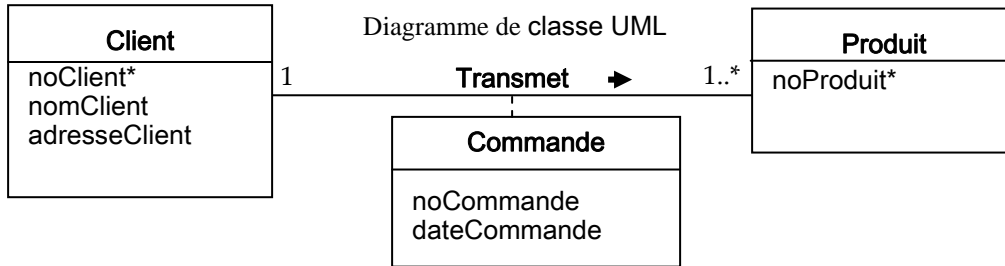 Diagramme de classe UML
Client
noClient*
nomClient
adresseClient
1
Transmet
1..*
Produit
noProduit*
Commande
noCommande
dateCommande